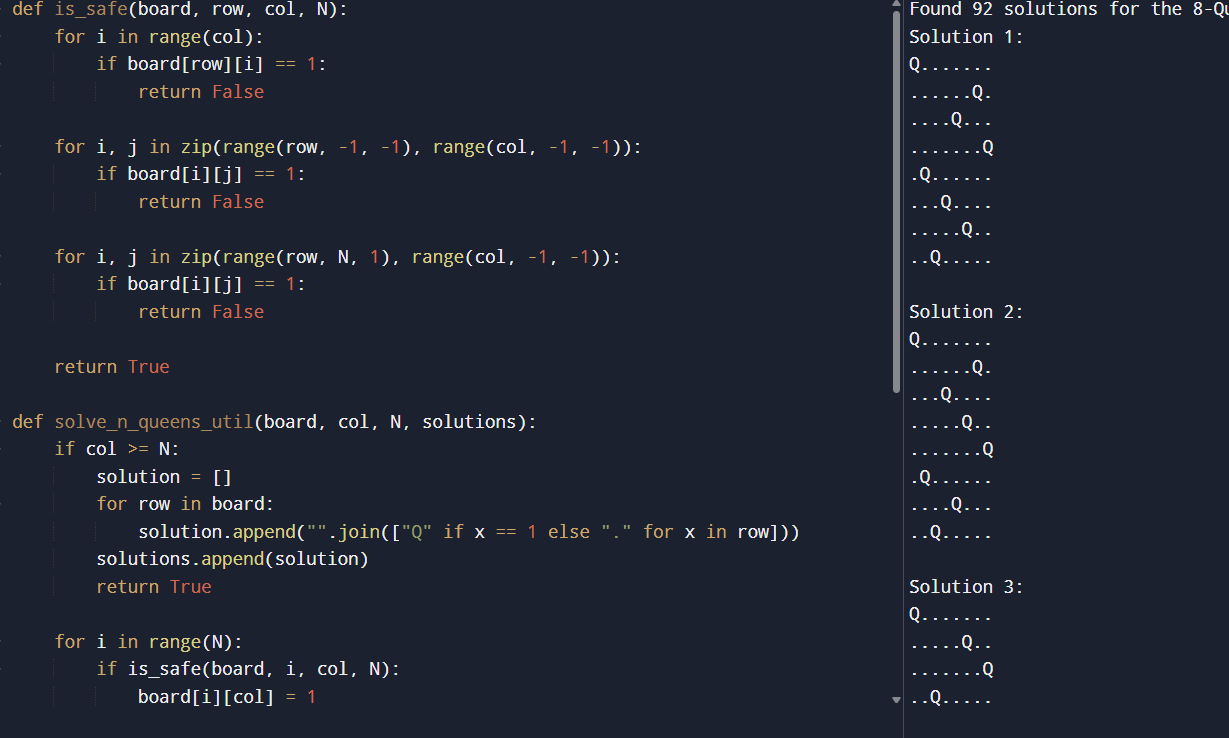 def is_safe(board, row, col, N):
    for i in range(col):
        if board[row][i] == 1:
            return False

    for i, j in zip(range(row, -1, -1), range(col, -1, -1)):
        if board[i][j] == 1:
            return False

    for i, j in zip(range(row, N, 1), range(col, -1, -1)):
        if board[i][j] == 1:
            return False

    return True

def solve_n_queens_util(board, col, N, solutions):
    if col >= N:
        solution = []
        for row in board:
            solution.append("".join(["Q" if x == 1 else "." for x in row]))
        solutions.append(solution)
        return True

    for i in range(N):
        if is_safe(board, i, col, N):
            board[i][col] = 1
Found 92 solutions for the 8-Qu
Solution 1:
Q.......
......Q.
....Q...
.......Q
.Q......
...Q....
.....Q..
..Q.....

Solution 2:
Q.......
......Q.
...Q....
.....Q..
.......Q
.Q......
....Q...
..Q.....

Solution 3:
Q.......
.....Q..
.......Q
..Q.....